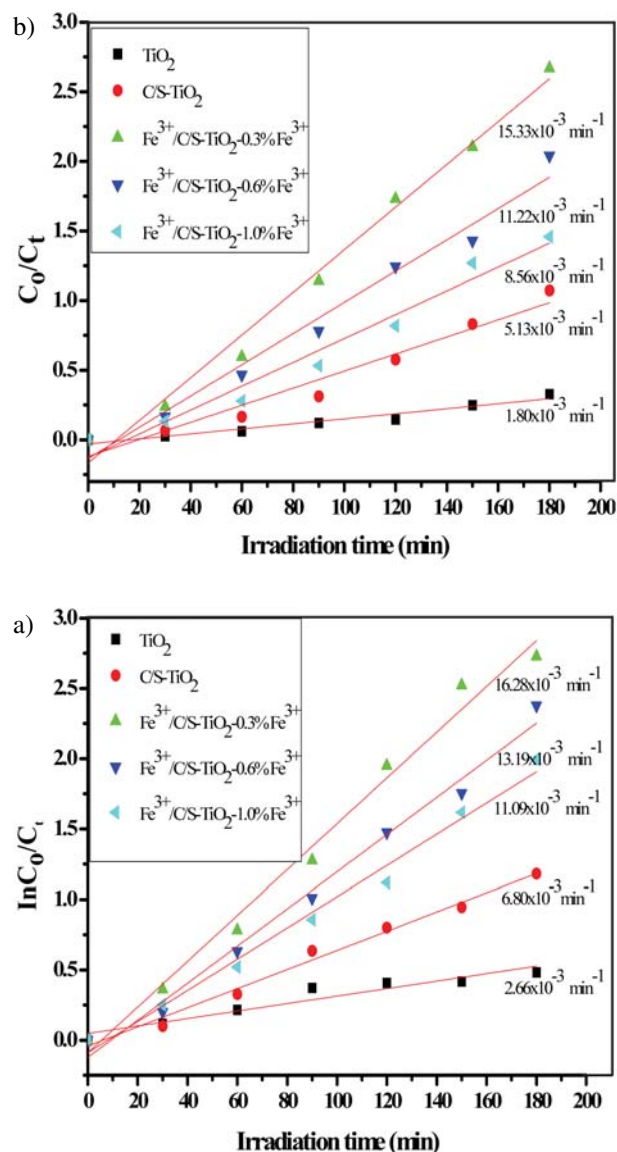 b)
3.0
2.5
2.0
1.5
1.0
0.5
0.0
C0/Ct
TiO2
C/S-TiO2
Fe3+/C/S-TiO2-0.3%Fe3+
Fe3+/C/S-TiO2-0.6%Fe3+
Fe3+/C/S-TiO2-1.0%Fe3+
15.33x10-3 min-1
11.22x10-3 min-1
8.56x10-3 min-1
5.13x10-3 min-1
1.80x10-3 min-1
0 20 40 60 80 100 120 140 160 180 200
Irradiation time (min)
a)
3.0
2.5
2.0
1.5
1.0
0.5
0.0
InC0/Ct
TiO2
C/S-TiO2
Fe3+/C/S-TiO2-0.3%Fe3+
Fe3+/C/S-TiO2-0.6%Fe3+
Fe3+/C/S-TiO2-1.0%Fe3+
16.28x10-3 min-1
13.19x10-3 min-1
11.09x10-3 min-1
6.80x10-3 min-1
2.66x10-3 min-1
0 20 40 60 80 100 120 140 160 180 200
Irradiation time (min)